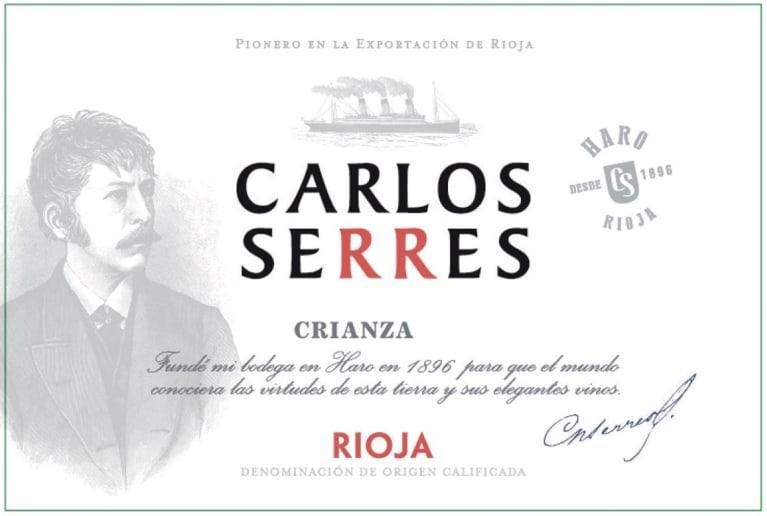 PIONERO EN LA EXPORTACIÓN DE RIOJA
CARLOS
SERRES
HARO
DESDE CS 1896
RIOJA
CRIANZA
Fundé mi bodega en Haro en 1896 para que el mundo
conociera las virtudes de esta tierra y sus elegantes vinos.
RIOJA
DENOMINACIÓN DE ORIGEN CALIFICADA